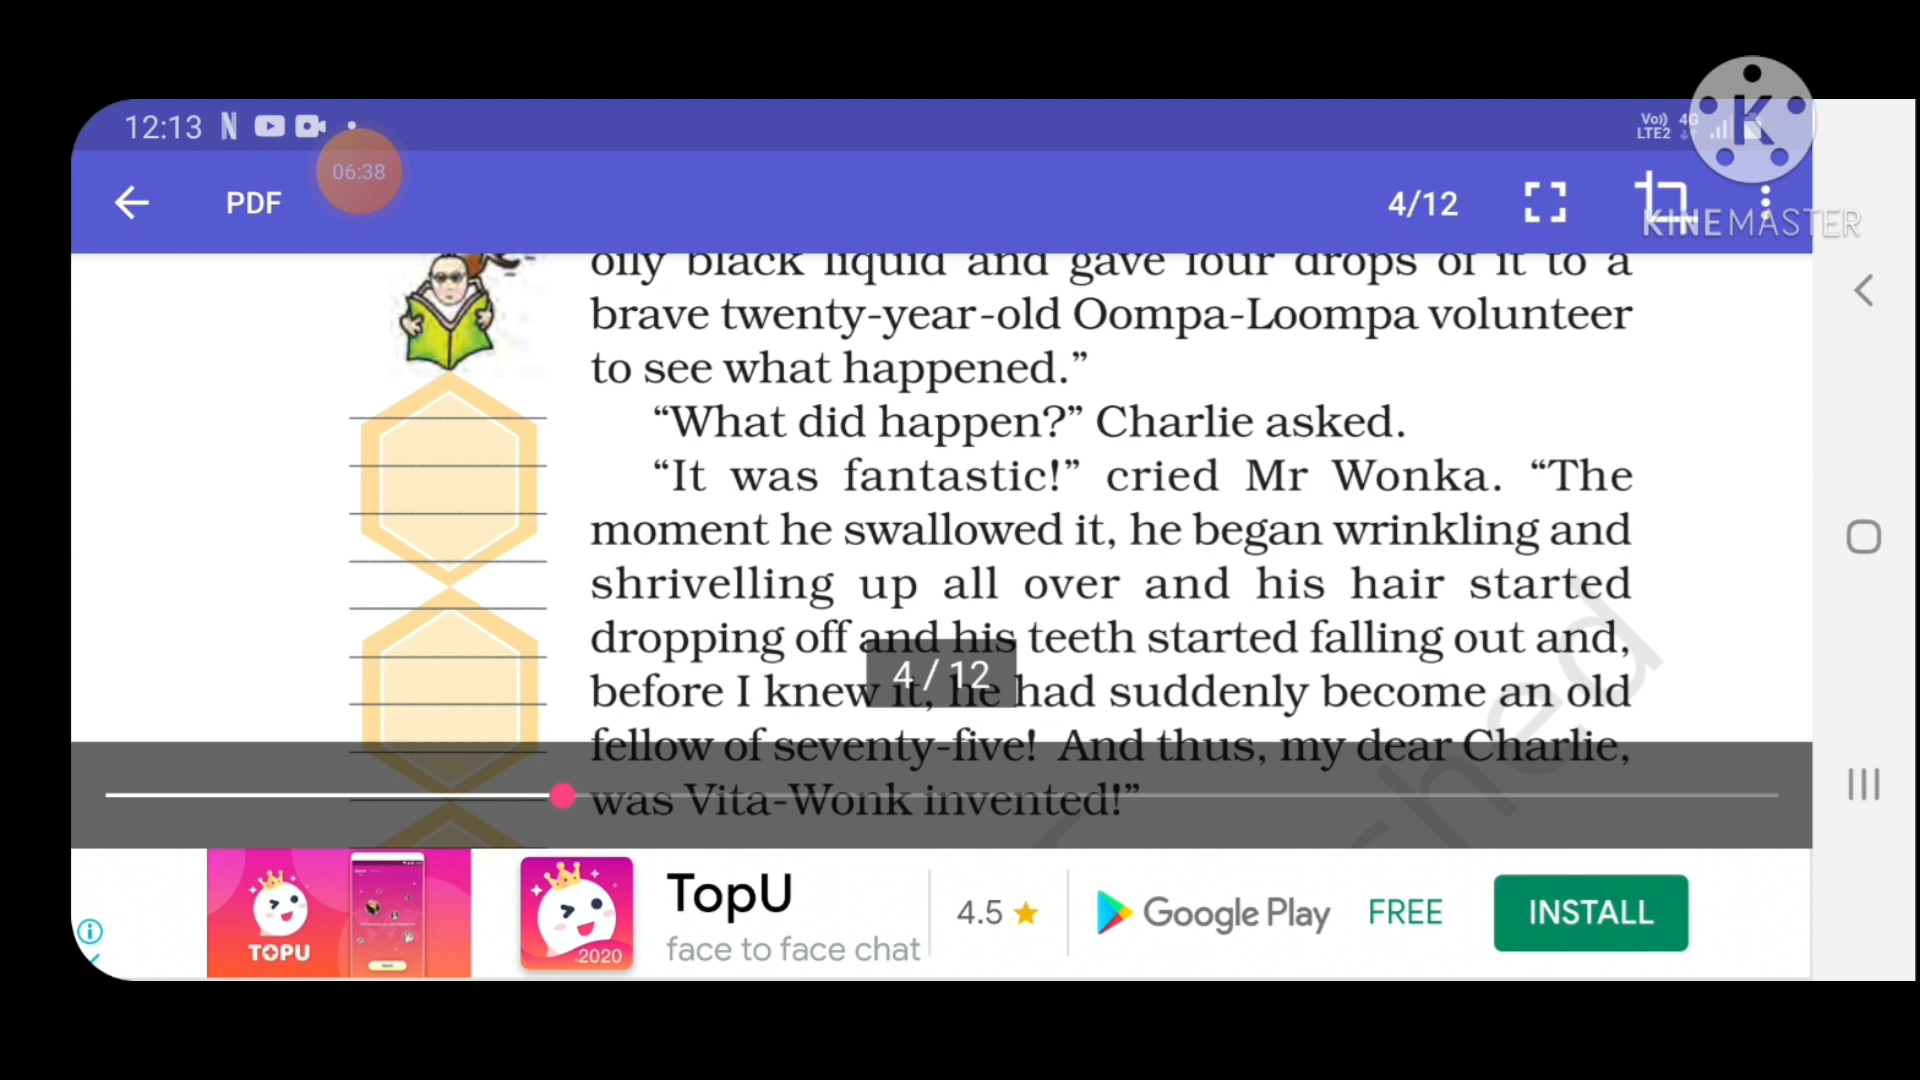 12:13
Vo)) 4G
LTE2
06:38
PDF
4/12
K
KINEMASTER
oily black liquid and gave four drops of it to a
brave twenty-year-old Oompa-Loompa volunteer
to see what happened.”
“What did happen?” Charlie asked.
“It was fantastic!” cried Mr Wonka. “The
moment he swallowed it, he began wrinkling and
shrivelling up all over and his hair started
dropping off and his teeth started falling out and,
before I knew it, he had suddenly become an old
fellow of seventy-five! And thus, my dear Charlie,
was Vita-Wonk invented!”
4 / 12
shed
TOPU
2020
TopU
face to face chat
4.5
Google Play
FREE
INSTALL